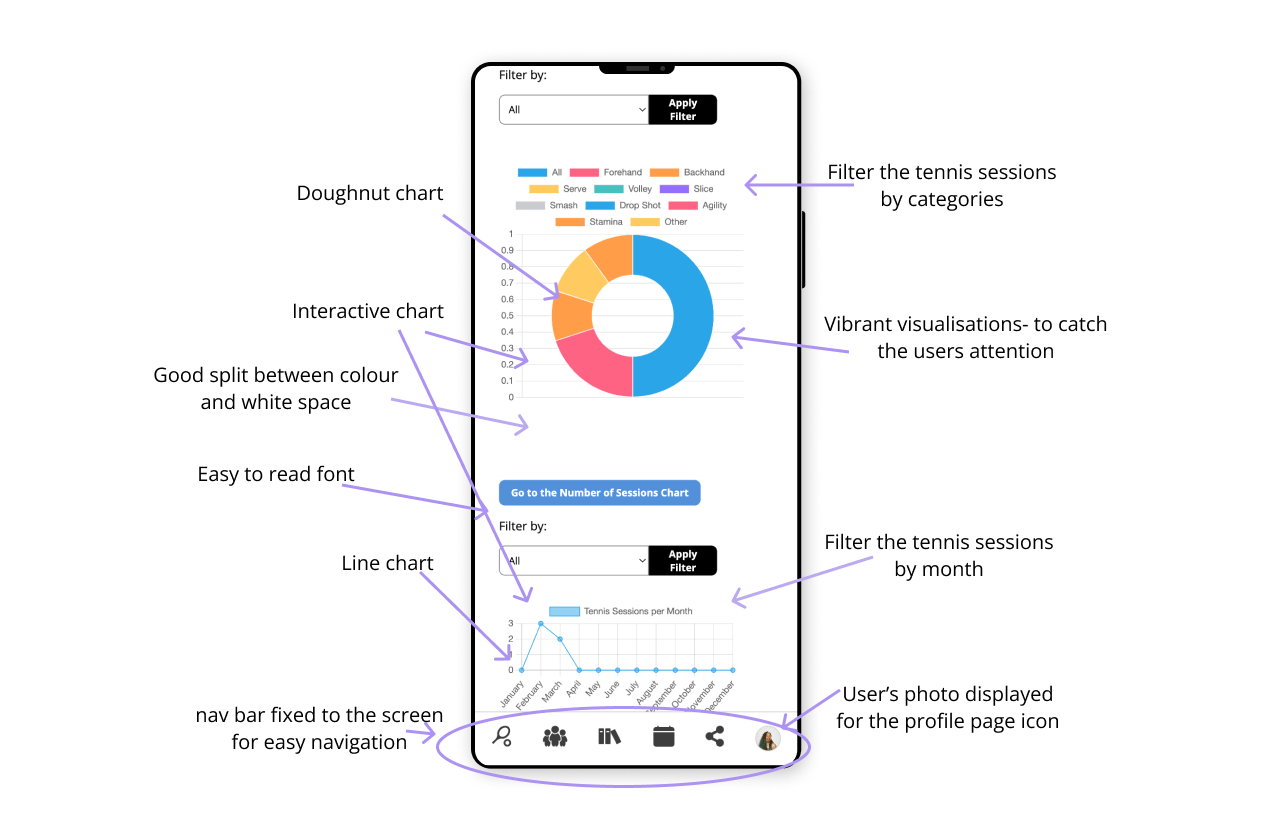 Filter by:
All
Apply
Filter
All Forehand Backhand
Serve Volley Slice
Smash Drop Shot Agility
Stamina Other
1
0.9
0.8
0.7
0.6
0.5
0.4
0.3
0.2
0.1
0
Go to the Number of Sessions Chart
Filter by:
All
Apply
Filter
Tennis Sessions per Month
3
2
1
0
January
February
March
April
May
June
July
August
September
October
November
December
Doughnut chart
Interactive chart
Good split between colour
and white space
Easy to read font
Line chart
nav bar fixed to the screen
for easy navigation
Filter the tennis sessions
by categories
Vibrant visualisations- to catch
the users attention
Filter the tennis sessions
by month
User’s photo displayed
for the profile page icon